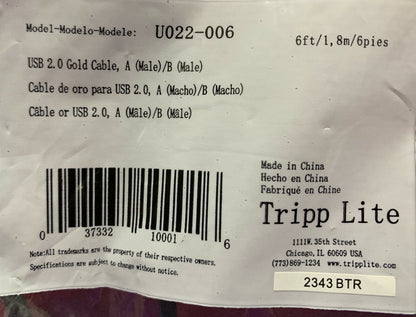 Model-Modelo-Modele: U022-006
6ft/1,8m/6pies
USB 2.0 Gold Cable, A (Male)/B (Male)
Cable de oro para USB 2.0, A (Macho)/B (Macho)
Câble or USB 2.0, A (Mâle)/B (Mâle)
Made in China
Hecho en China
Fabriqué en Chine
Tripp Lite
0 37332 10001 6
Note:All trademarks are the property of their respective owners.
Specifications are subject to change without notice.
1111W. 35th Street
Chicago, IL 60609 USA
(773)869-1234 www.tripplite.com
2343BTR